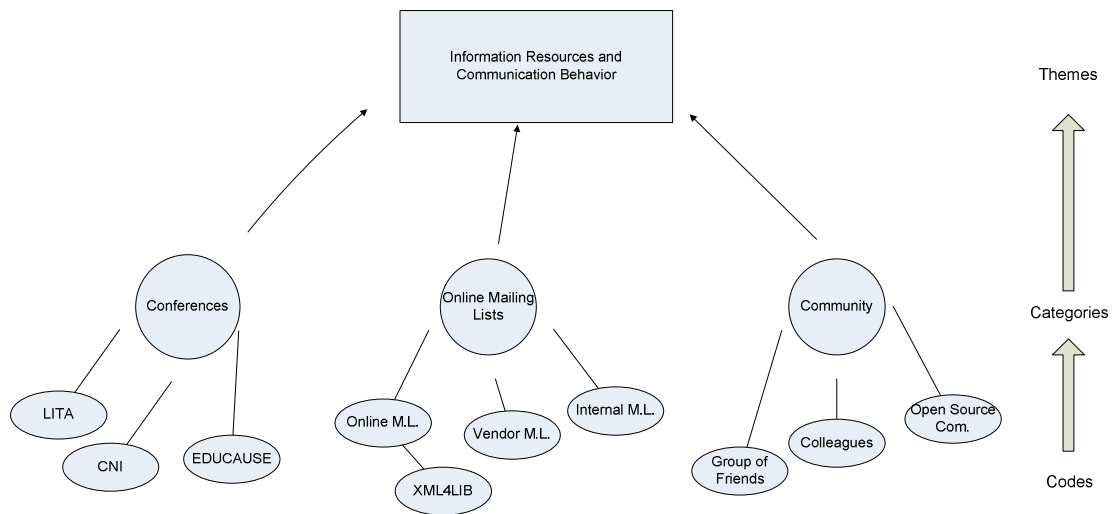 Information Resources and
Communication Behavior
Themes
Conferences
Online Mailing
Lists
Community
Categories
LITA
CNI
EDUCAUSE
Online M.L.
XML4LIB
Vendor M.L.
Internal M.L.
Group of
Friends
Colleagues
Open Source
Com.
Codes